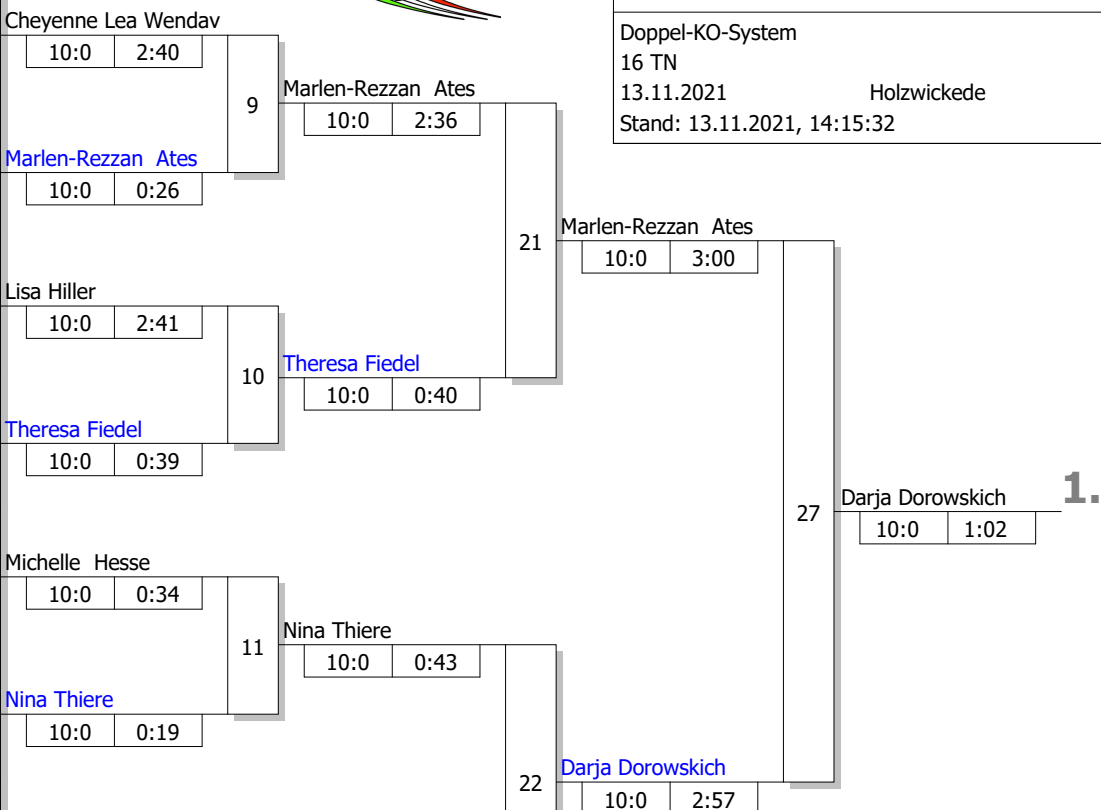 Doppel-KO-System
16 TN
13.11.2021 Holzwickede
Stand: 13.11.2021, 14:15:32
Cheyenne Lea Wendav
10:0 2:40
9
Marlen-Rezzan Ates
10:0 2:36
Marlen-Rezzan Ates
10:0 0:26
21
Marlen-Rezzan Ates
10:0 3:00
Lisa Hiller
10:0 2:41
10
Theresa Fiedel
10:0 0:40
Theresa Fiedel
10:0 0:39
27
Darja Dorowskich
1.
10:0 1:02
Michelle Hesse
10:0 0:34
11
Nina Thiere
10:0 0:43
Nina Thiere
10:0 0:19
22
Darja Dorowskich
10:0 2:57